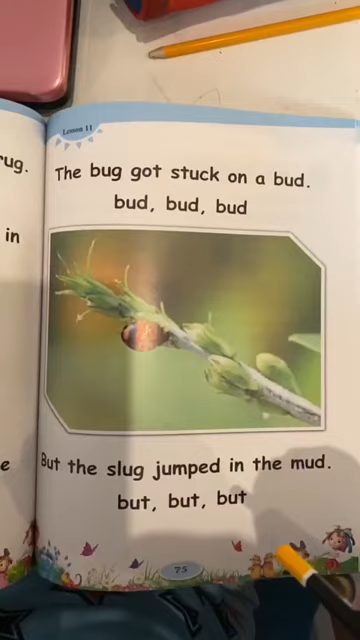 Lesson 11
rug.
The bug got stuck on a bud.
bud, bud, bud
in
But the slug jumped in the mud.
but, but, but
75